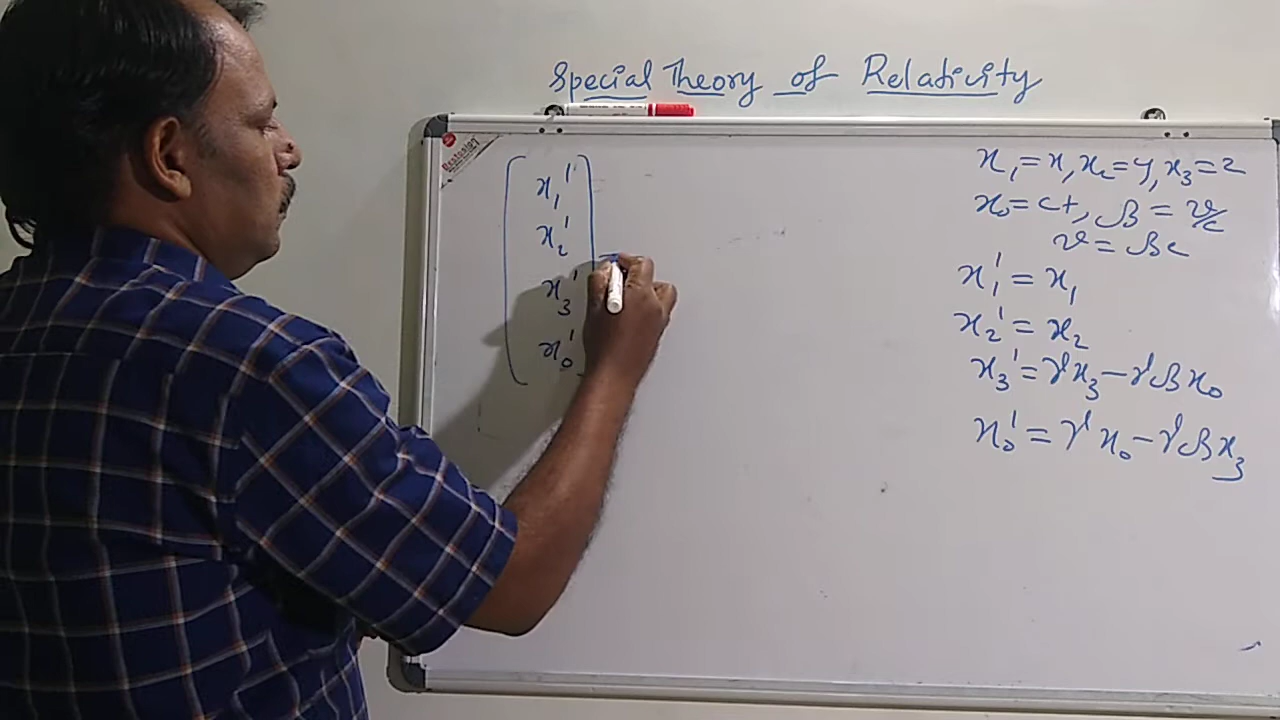 Special Theory of Relativity
x₁'
x₂'
x₃'
x₀'
=
x₁=x, x₂=y, x₃=z
x₀=ct, β=v/c
v=βc
x₁'=x₁
x₂'=x₂
x₃'=γx₃-γβx₀
x₀'=γx₀-γβx₃